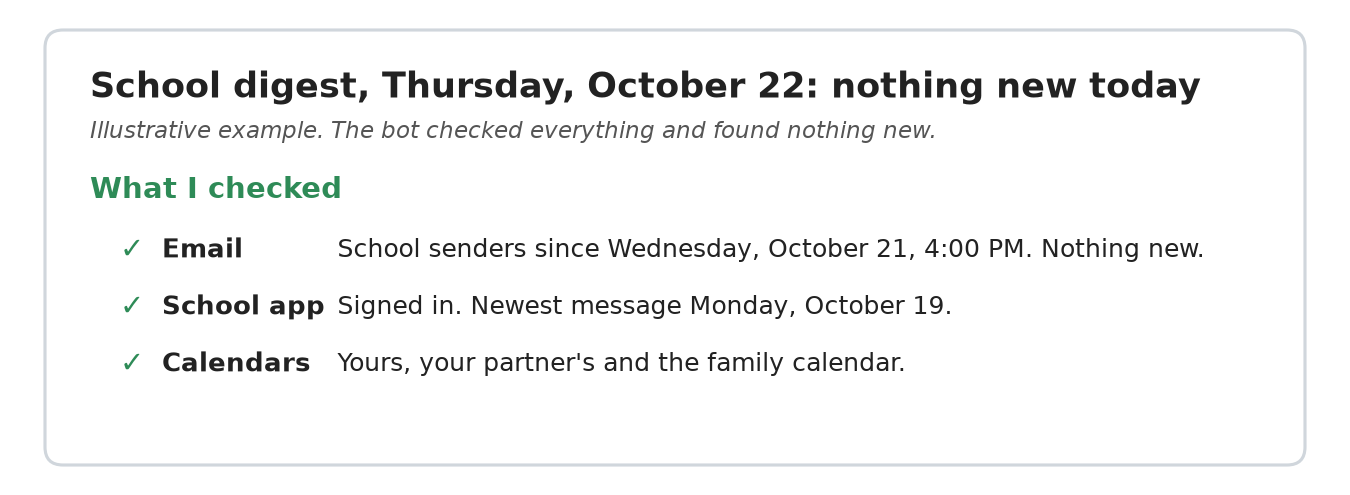 School digest, Thursday, October 22: nothing new today
Illustrative example. The bot checked everything and found nothing new.
What I checked
✓ Email School senders since Wednesday, October 21, 4:00 PM. Nothing new.
✓ School app Signed in. Newest message Monday, October 19.
✓ Calendars Yours, your partner's and the family calendar.